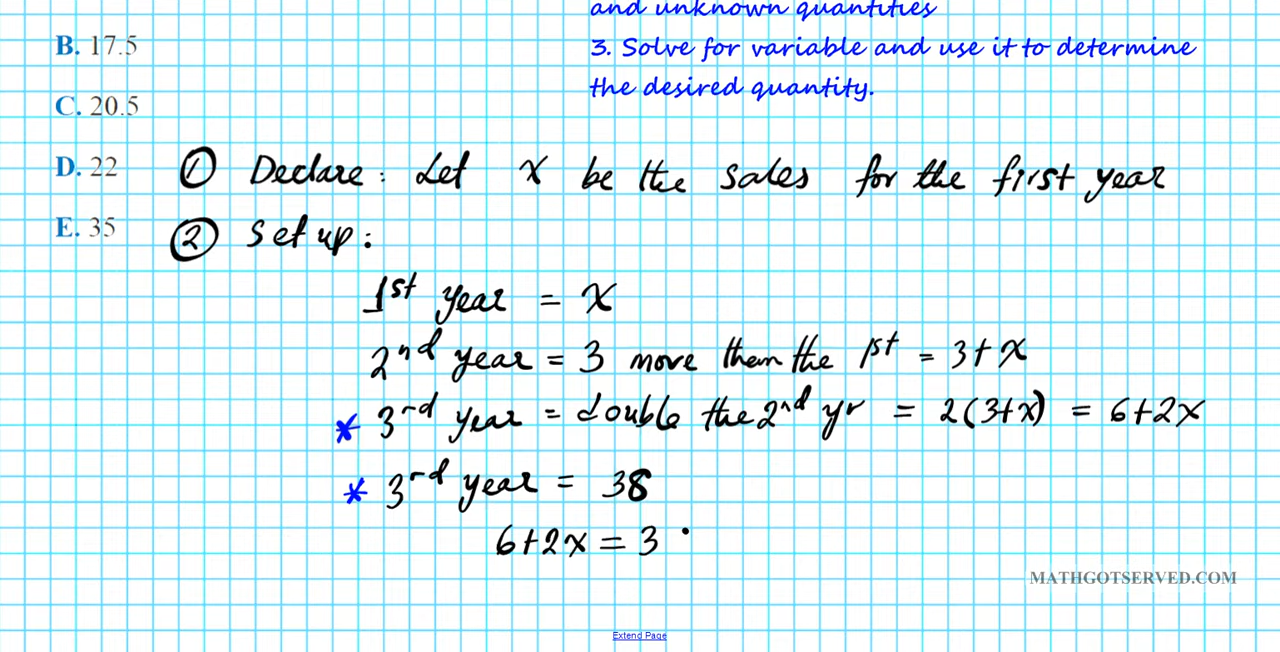 and unknown quantities
B. 17.5
3. Solve for variable and use it to determine
the desired quantity.
C. 20.5
D. 22
① Declare: Let x be the sales for the first year
E. 35
② Set up:
1st year = x
2nd year = 3 more than the 1st = 3+x
* 3rd year = double the 2nd yr = 2(3+x) = 6+2x
* 3rd year = 38
6+2x = 3
MATHGOTSERVED.COM
Extend Page